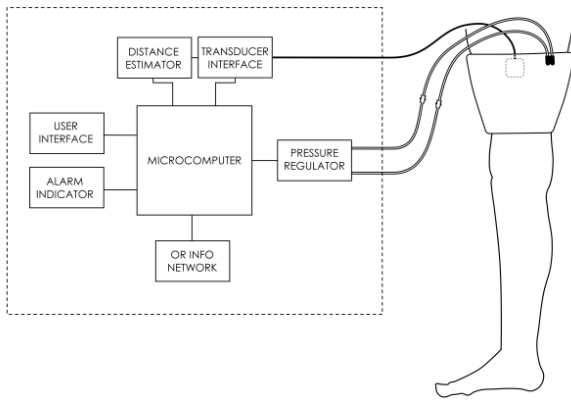 DISTANCE
ESTIMATOR
TRANSDUCER
INTERFACE
USER
INTERFACE
MICROCOMPUTER
PRESSURE
REGULATOR
ALARM
INDICATOR
OR INFO
NETWORK